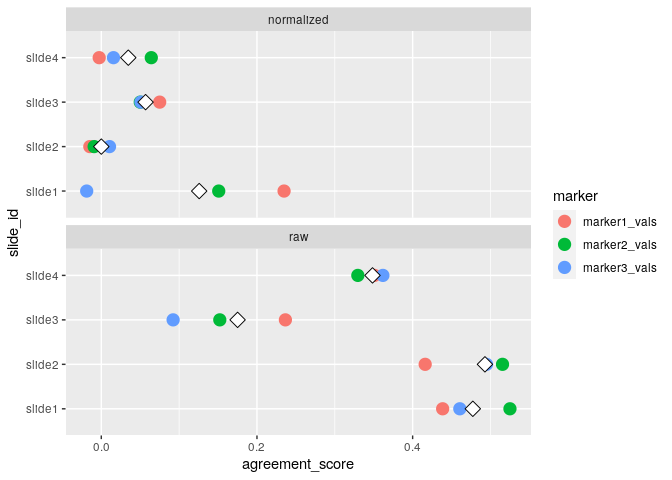 normalized
slide4
slide3
slide2
slide1
raw
slide4
slide3
slide2
slide1
0.0 0.2 0.4
agreement_score
slide_id
marker
marker1_vals
marker2_vals
marker3_vals